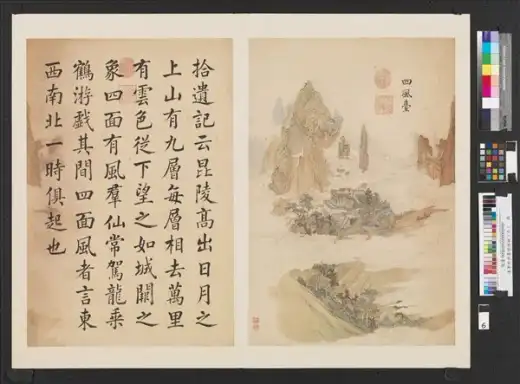 四風臺
拾遺記云昆陵髙出日月之
上山有九層每層相去萬里
有雲色從下望之如城闕之
象四面有風羣仙常駕龍乘
鶴游戲其間四面風者言東
西南北一時俱起也
6